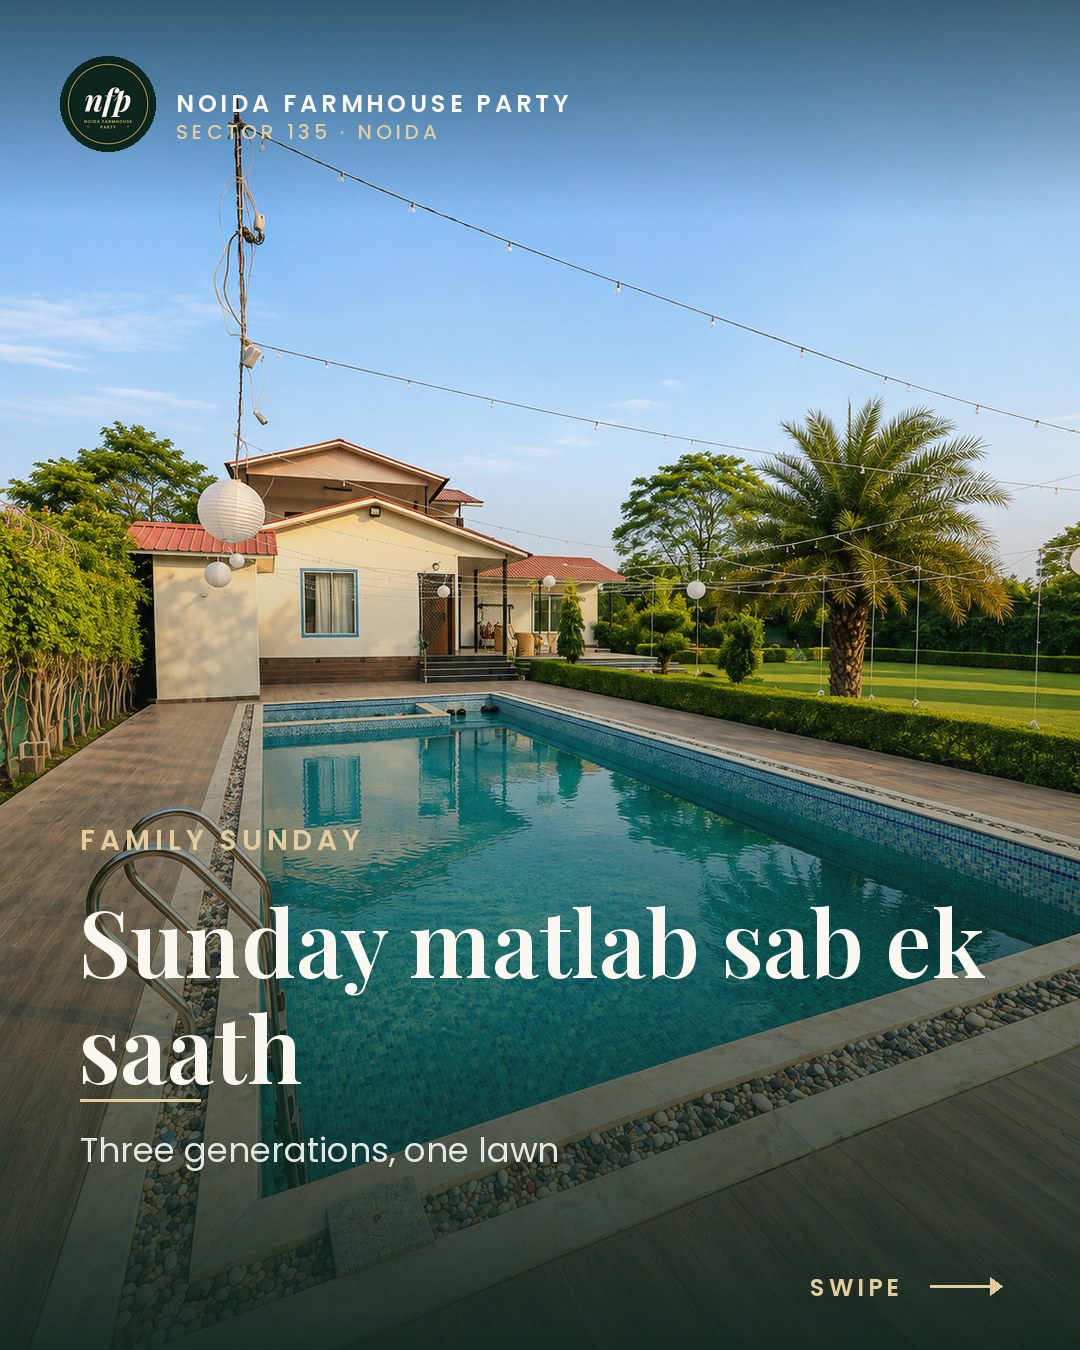 nfp
NOIDA FARMHOUSE
PARTY
NOIDA FARMHOUSE PARTY
SECTOR 135 · NOIDA
FAMILY SUNDAY
Sunday matlab sab ek
saath
Three generations, one lawn
SWIPE